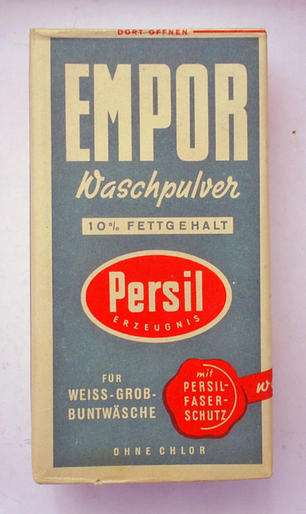 DORT ÖFFNEN
EMPOR
Waschpulver
10% FETTGEHALT
Persil
ERZEUGNIS
FÜR
WEISS-GROB-
BUNTWÄSCHE
mit
PERSIL-
FASER-
SCHUTZ
OHNE CHLOR